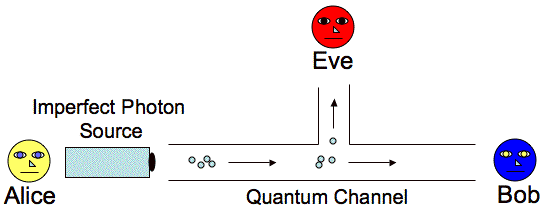 Eve
Imperfect Photon
Source
Alice
Quantum Channel
Bob